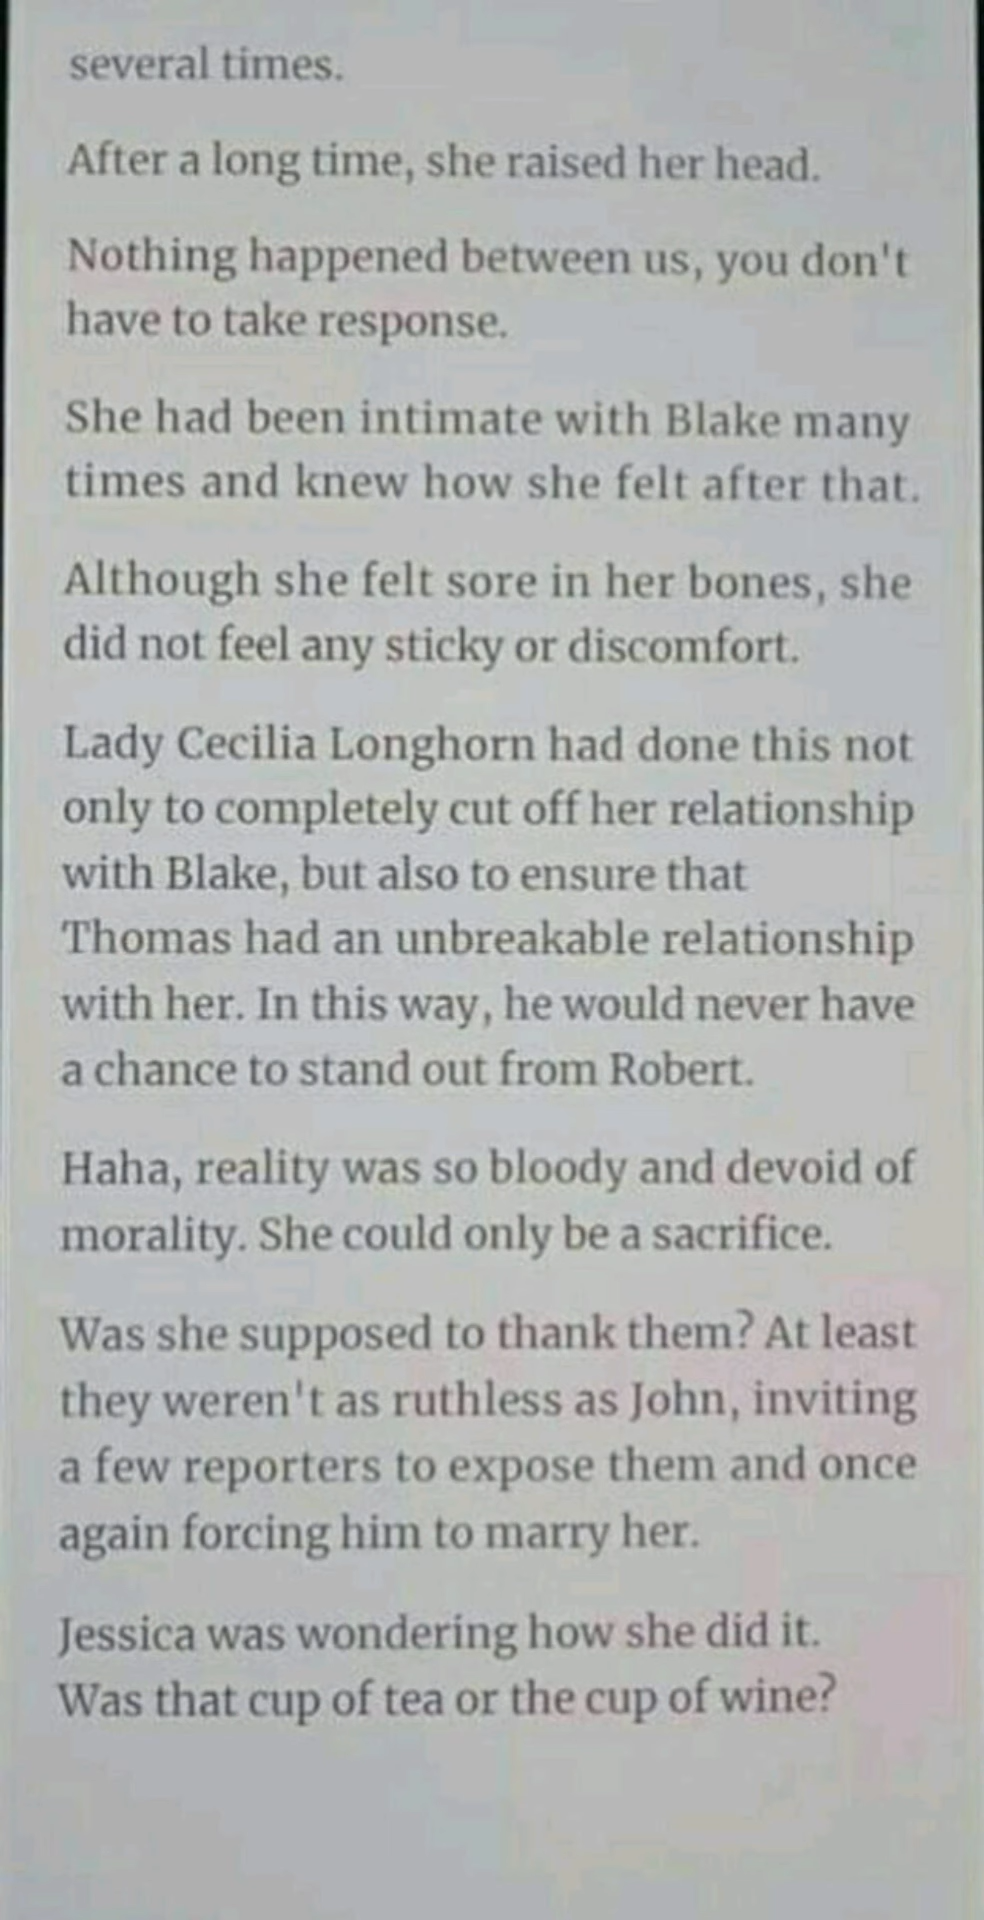 several times.
After a long time, she raised her head.
Nothing happened between us, you don't
have to take response.
She had been intimate with Blake many
times and knew how she felt after that.
Although she felt sore in her bones, she
did not feel any sticky or discomfort.
Lady Cecilia Longhorn had done this not
only to completely cut off her relationship
with Blake, but also to ensure that
Thomas had an unbreakable relationship
with her. In this way, he would never have
a chance to stand out from Robert.
Haha, reality was so bloody and devoid of
morality. She could only be a sacrifice.
Was she supposed to thank them? At least
they weren't as ruthless as John, inviting
a few reporters to expose them and once
again forcing him to marry her.
Jessica was wondering how she did it.
Was that cup of tea or the cup of wine?